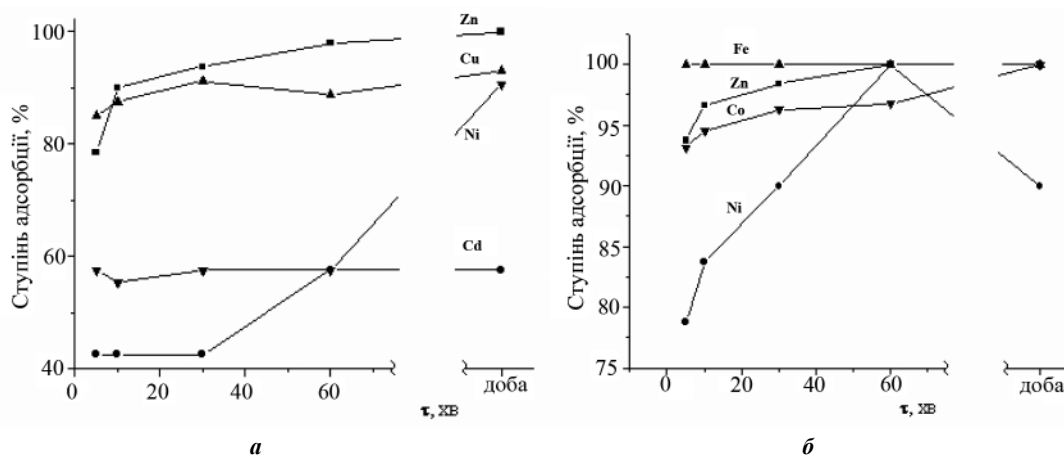 Ступінь адсорбції, %
100
80
60
40
0
20
40
60
доба
τ, хв
Zn
Cu
Ni
Cd
а
Ступінь адсорбції, %
100
95
90
85
80
75
0
20
40
60
доба
τ, хв
Fe
Zn
Co
Ni
б